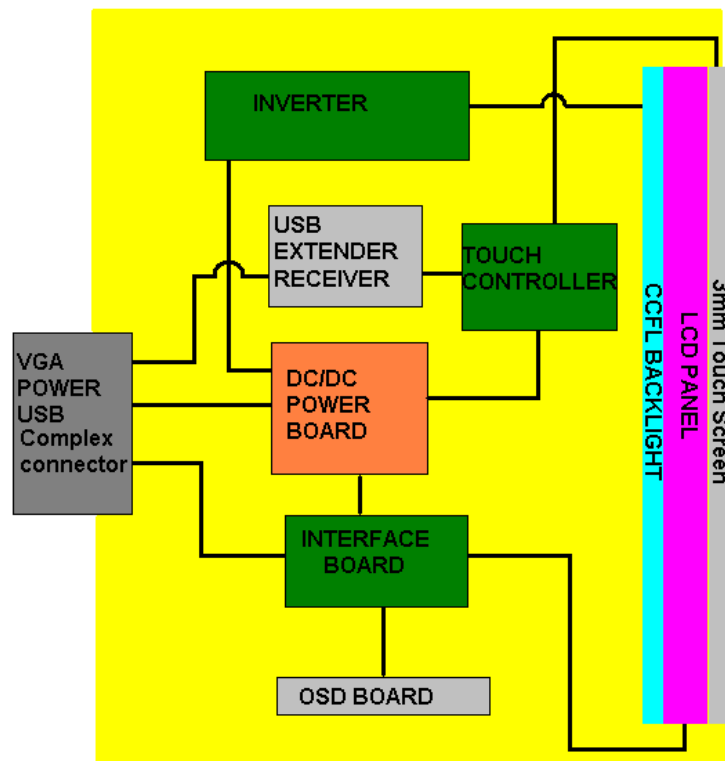 INVERTER
USB
EXTENDER
RECEIVER
TOUCH
CONTROLLER
VGA
POWER
USB
Complex
connector
DC/DC
POWER
BOARD
INTERFACE
BOARD
OSD BOARD
CCFL BACKLIGHT
LCD PANEL
3mm Touch Screen